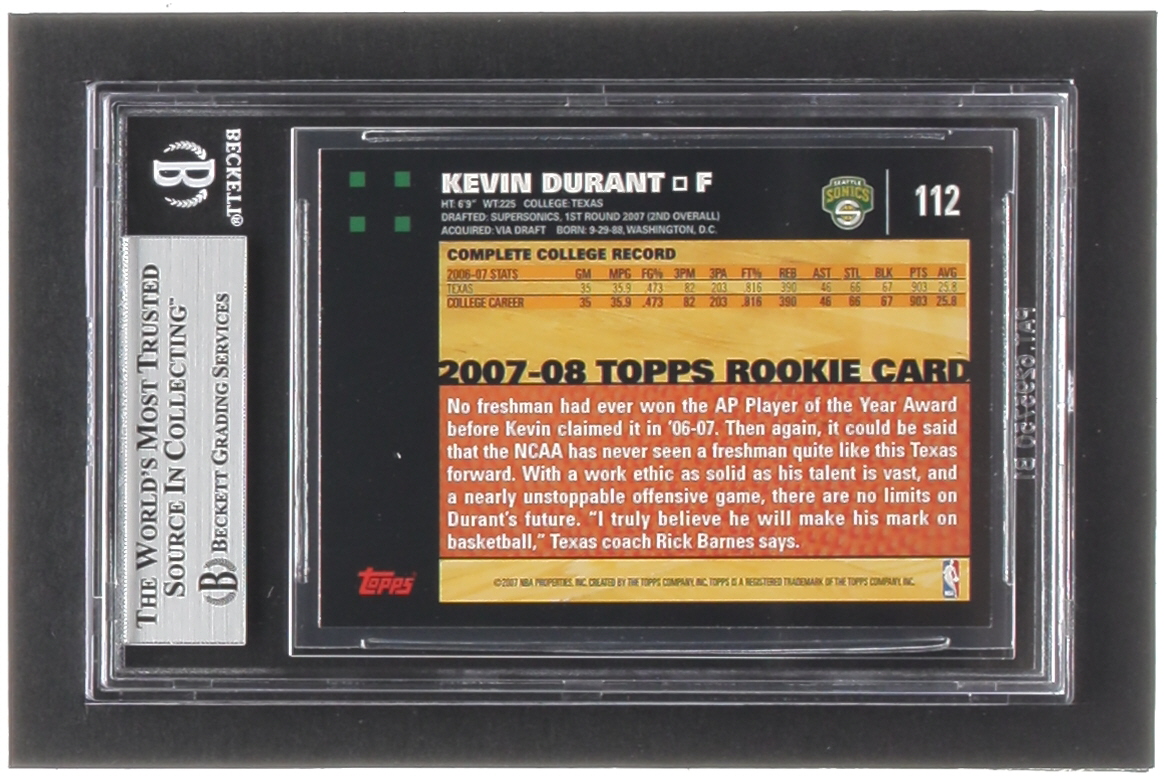 BECKETT®
THE WORLD'S MOST TRUSTED
SOURCE IN COLLECTING™
BECKETT GRADING SERVICES
KEVIN DURANT □ F
HT: 6'9" WT:225 COLLEGE: TEXAS
DRAFTED: SUPERSONICS, 1ST ROUND 2007 (2ND OVERALL)
ACQUIRED: VIA DRAFT BORN: 9-29-88, WASHINGTON, D.C.
SEATTLE
SONICS
112
COMPLETE COLLEGE RECORD
2006-07 STATS GM MPG FG% 3PM 3PA FT% REB AST STL BLK PTS AVG
TEXAS 35 35.9 .473 82 203 .816 390 46 66 67 903 25.8
COLLEGE CAREER 35 35.9 .473 82 203 .816 390 46 66 67 903 25.8
2007-08 TOPPS ROOKIE CARD
No freshman had ever won the AP Player of the Year Award
before Kevin claimed it in '06-07. Then again, it could be said
that the NCAA has never seen a freshman quite like this Texas
forward. With a work ethic as solid as his talent is vast, and
a nearly unstoppable offensive game, there are no limits on
Durant's future. "I truly believe he will make his mark on
basketball," Texas coach Rick Barnes says.
topps
©2007 NBA PROPERTIES, INC. CREATED BY THE TOPPS COMPANY, INC. TOPPS IS A REGISTERED TRADEMARK OF THE TOPPS COMPANY, INC.